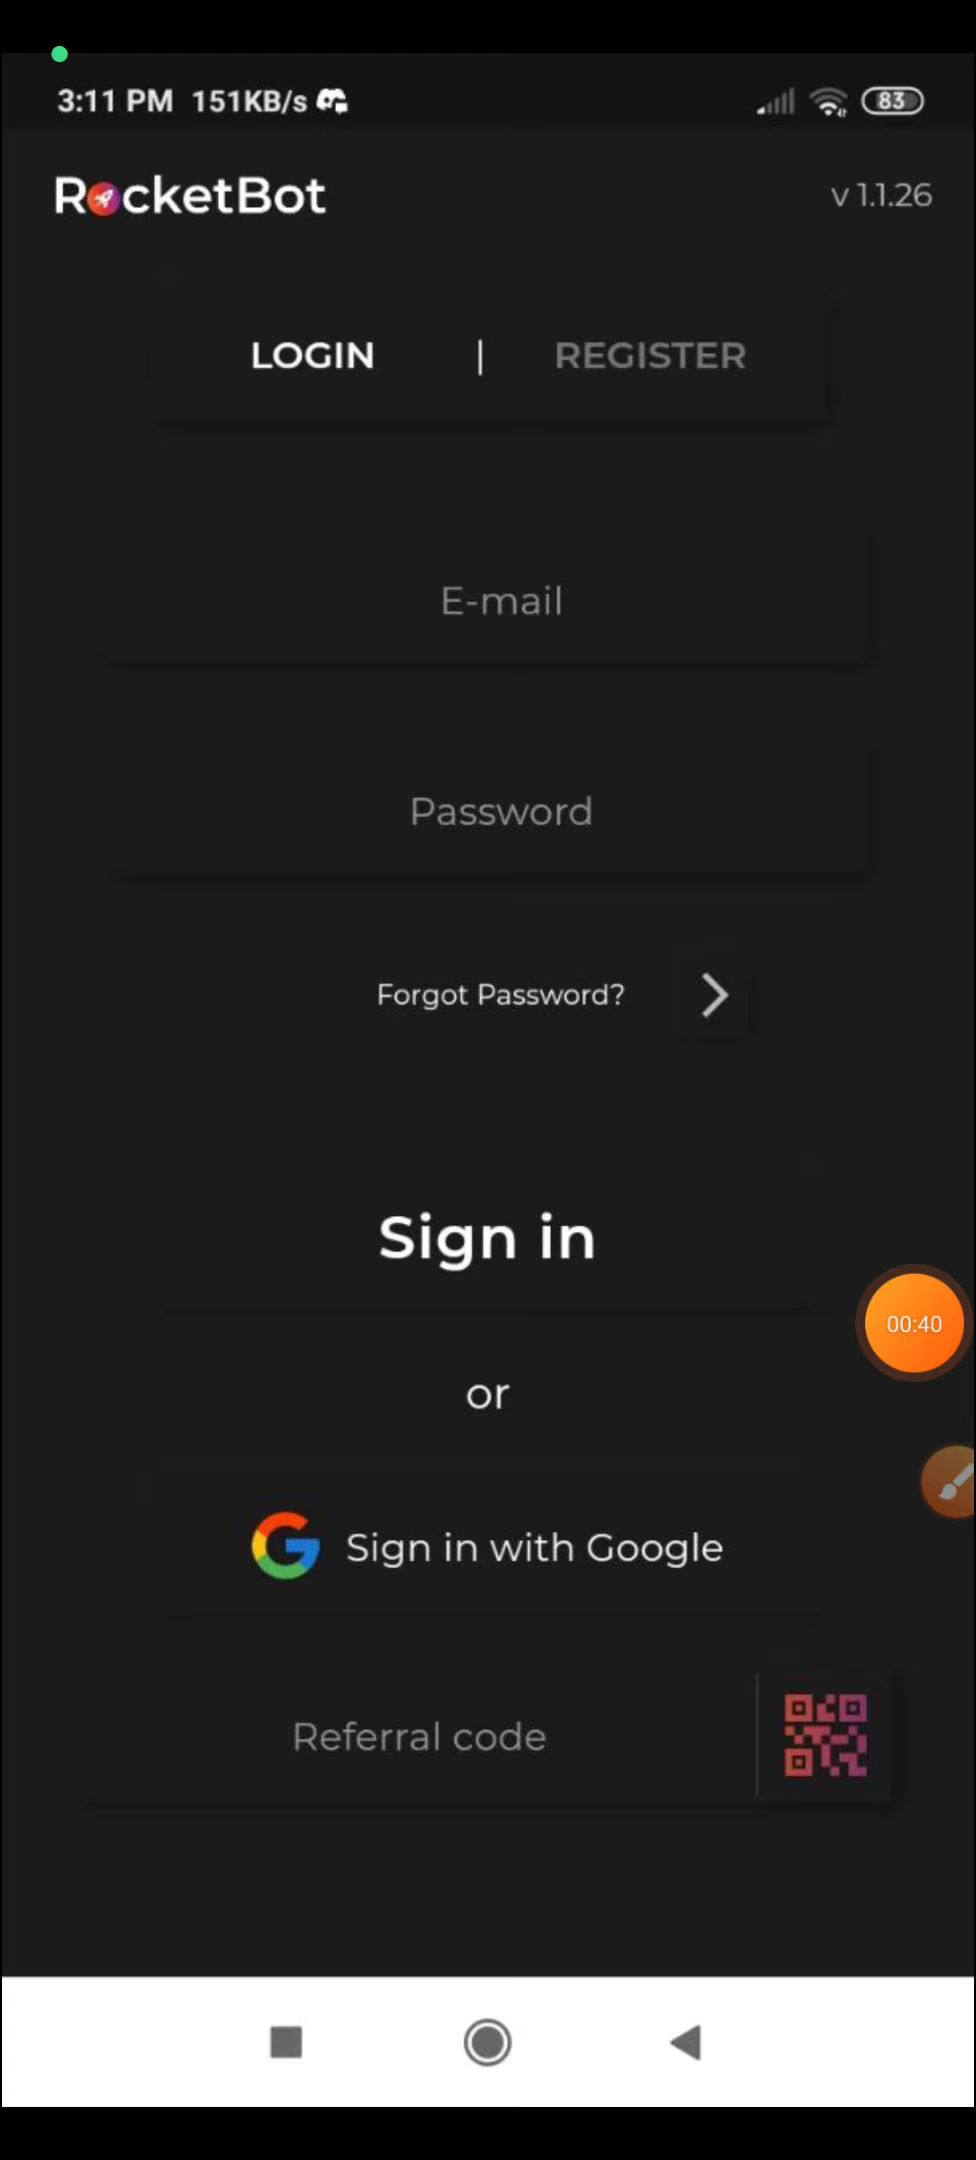 3:11 PM 151KB/s 83
RocketBot v 1.1.26
LOGIN | REGISTER
E-mail
Password
Forgot Password?
Sign in
00:40
or
Sign in with Google
Referral code